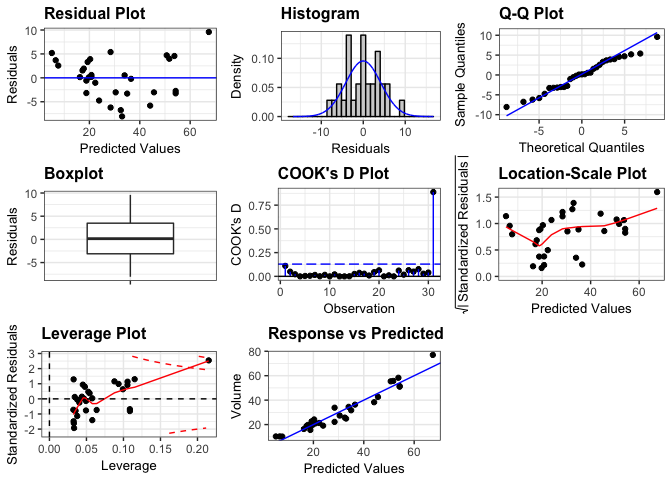 Residual Plot
Residuals
10
5
0
-5
20
40
60
Predicted Values
Histogram
Density
0.10
0.05
0.00
-10
0
10
Residuals
Q-Q Plot
Sample Quantiles
10
5
0
-5
-10
-5
0
5
Theoretical Quantiles
Boxplot
Residuals
10
5
0
-5
COOK's D Plot
COOK's D
0.75
0.50
0.25
0.00
0
10
20
30
Observation
Location-Scale Plot
√|Standardized Residuals|
1.5
1.0
0.5
0.0
20
40
60
Predicted Values
Leverage Plot
Standardized Residuals
3
2
1
0
-1
-2
0.00
0.05
0.10
0.15
0.20
Leverage
Response vs Predicted
Volume
80
60
40
20
20
40
60
Predicted Values